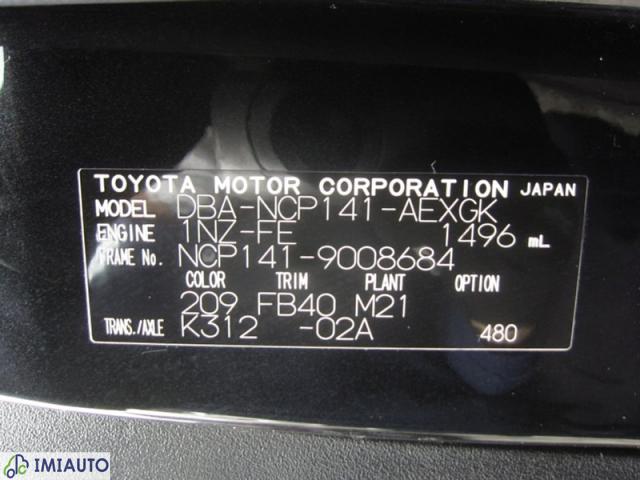 TOYOTA MOTOR CORPORATION JAPAN
MODEL DBA-NCP141-AEXGK
ENGINE 1NZ-FE 1496 mL
FRAME No. NCP141-9008684
COLOR TRIM PLANT OPTION
209 FB40 M21
TRANS./AXLE K312 -02A 480
IMIAUTO